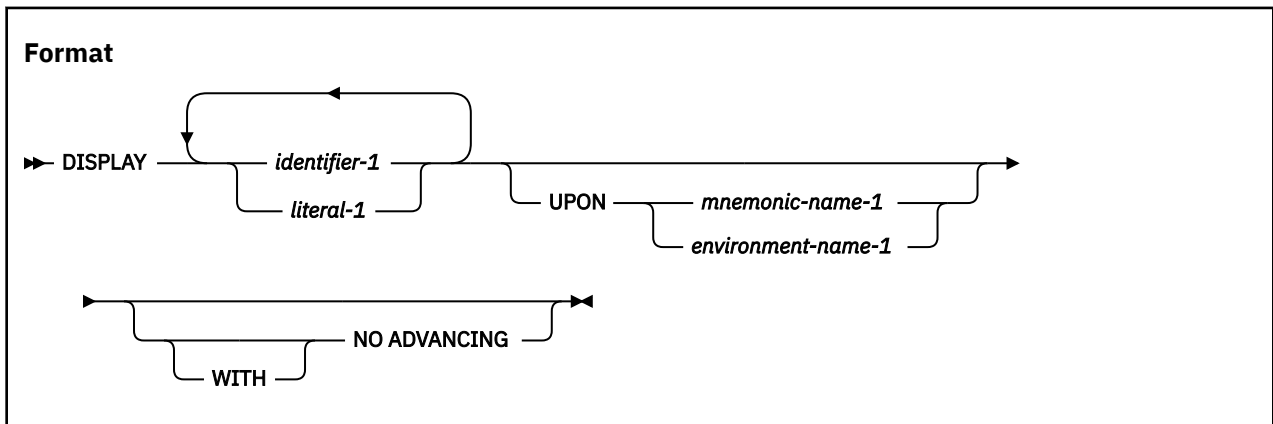 Format
DISPLAY identifier-1
literal-1
UPON mnemonic-name-1
environment-name-1
NO ADVANCING
WITH